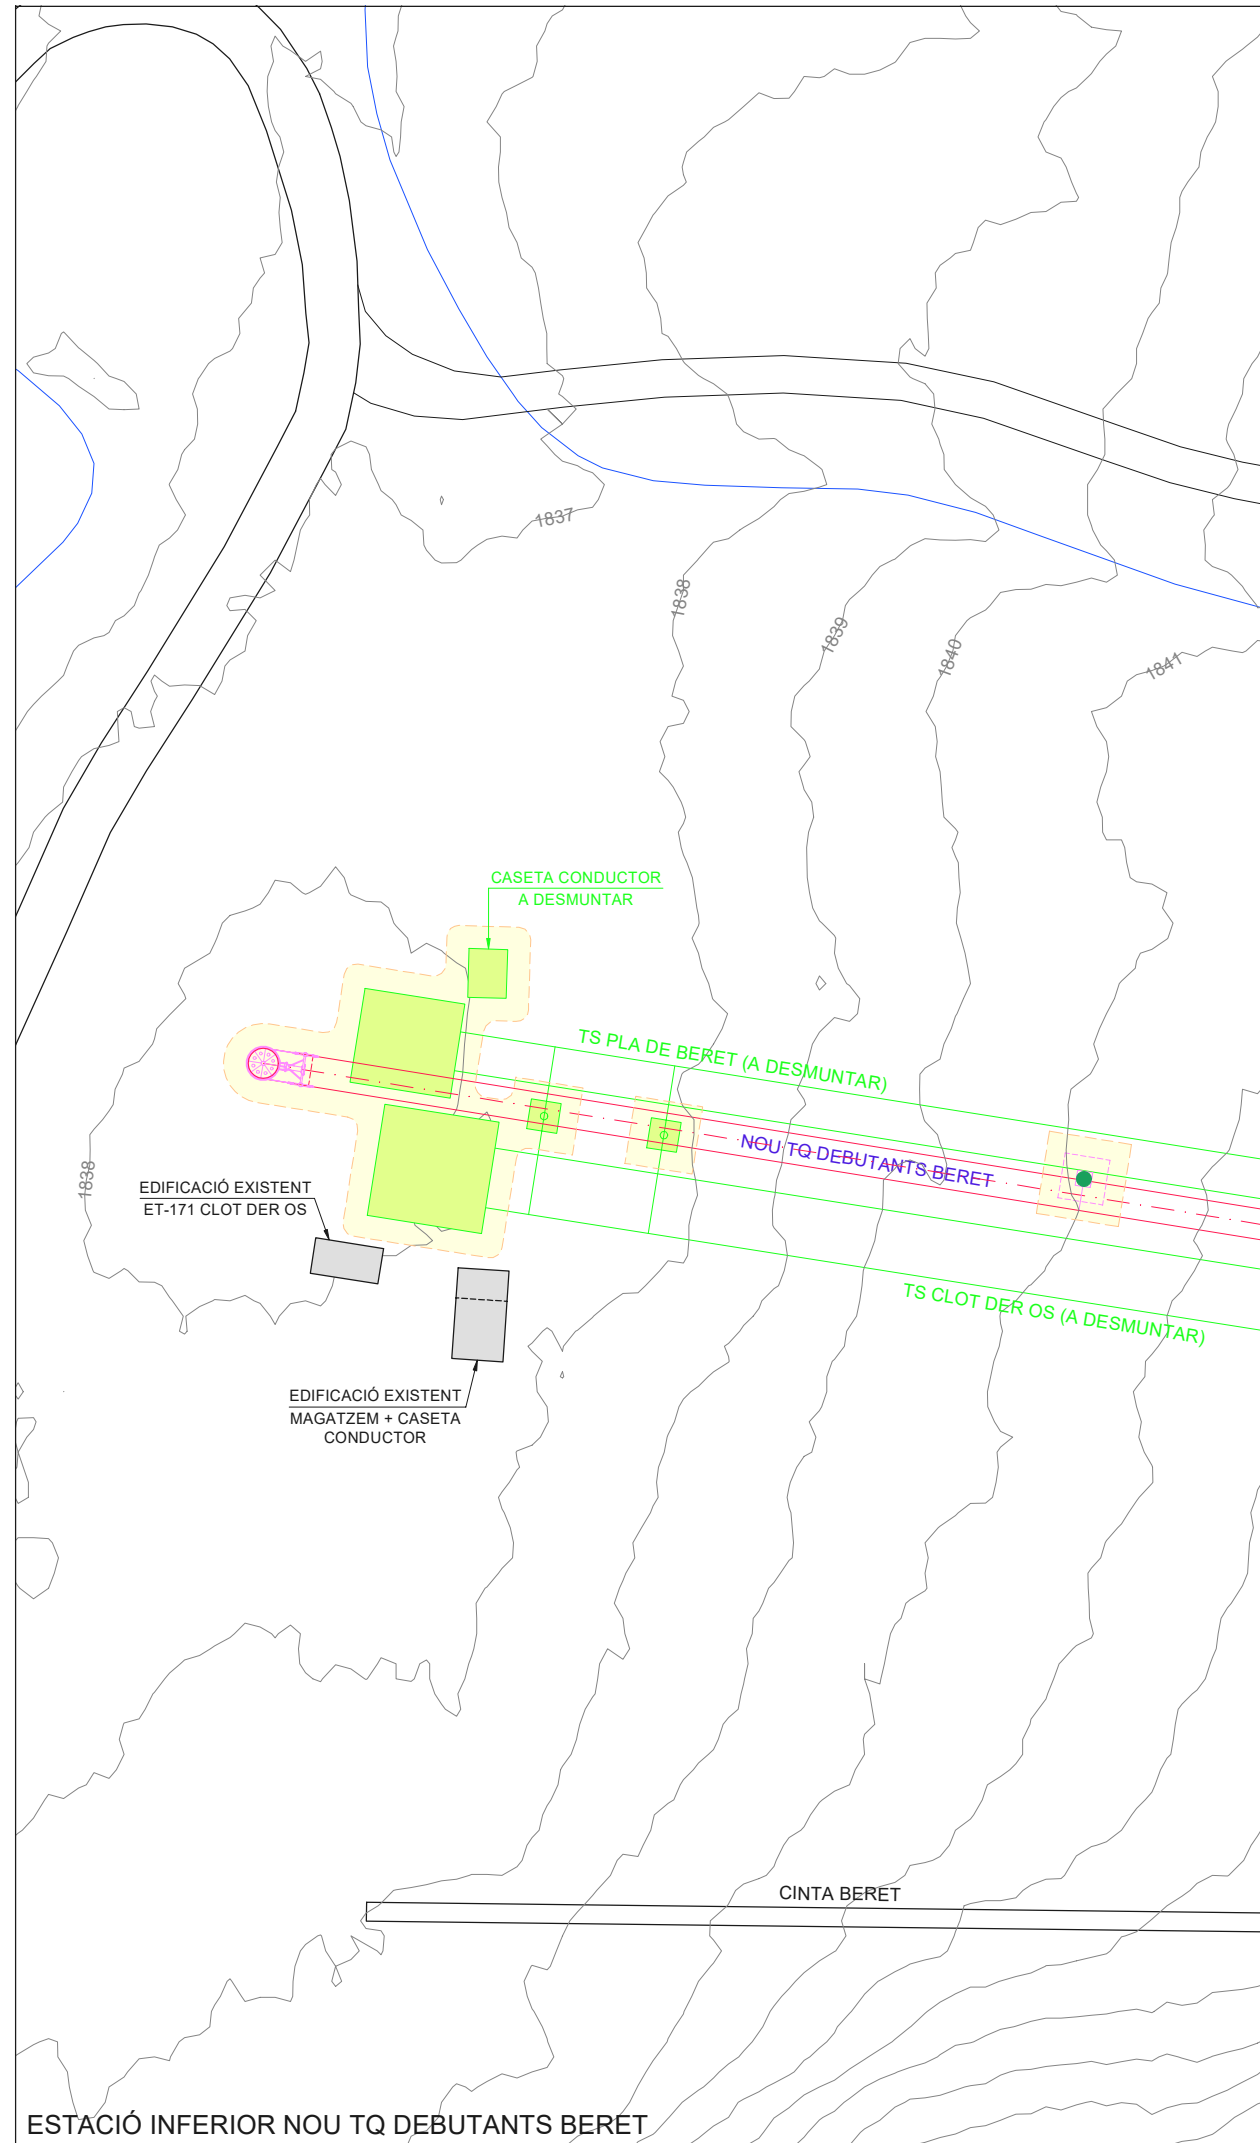 1837
1838
1839
1840
1841
CASETA CONDUCTOR
A DESMUNTAR
TS PLA DE BERET (A DESMUNTAR)
NOU TQ DEBUTANTS BERET
1838
EDIFICACIÓ EXISTENT
ET-171 CLOT DER OS
TS CLOT DER OS (A DESMUNTAR)
EDIFICACIÓ EXISTENT
MAGATZEM + CASETA
CONDUCTOR
CINTA BERET
ESTACIÓ INFERIOR NOU TQ DEBUTANTS BERET